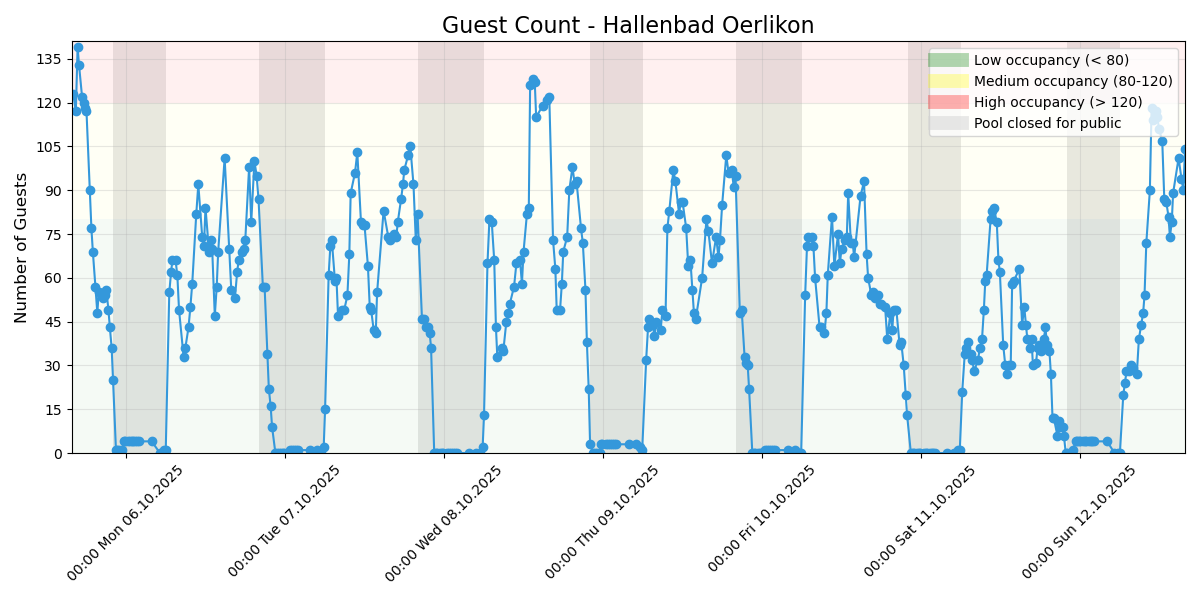 Guest Count - Hallenbad Oerlikon
Number of Guests
135
120
105
90
75
60
45
30
15
0
Low occupancy (< 80)
Medium occupancy (80-120)
High occupancy (> 120)
Pool closed for public
00:00 Mon 06.10.2025
00:00 Tue 07.10.2025
00:00 Wed 08.10.2025
00:00 Thu 09.10.2025
00:00 Fri 10.10.2025
00:00 Sat 11.10.2025
00:00 Sun 12.10.2025